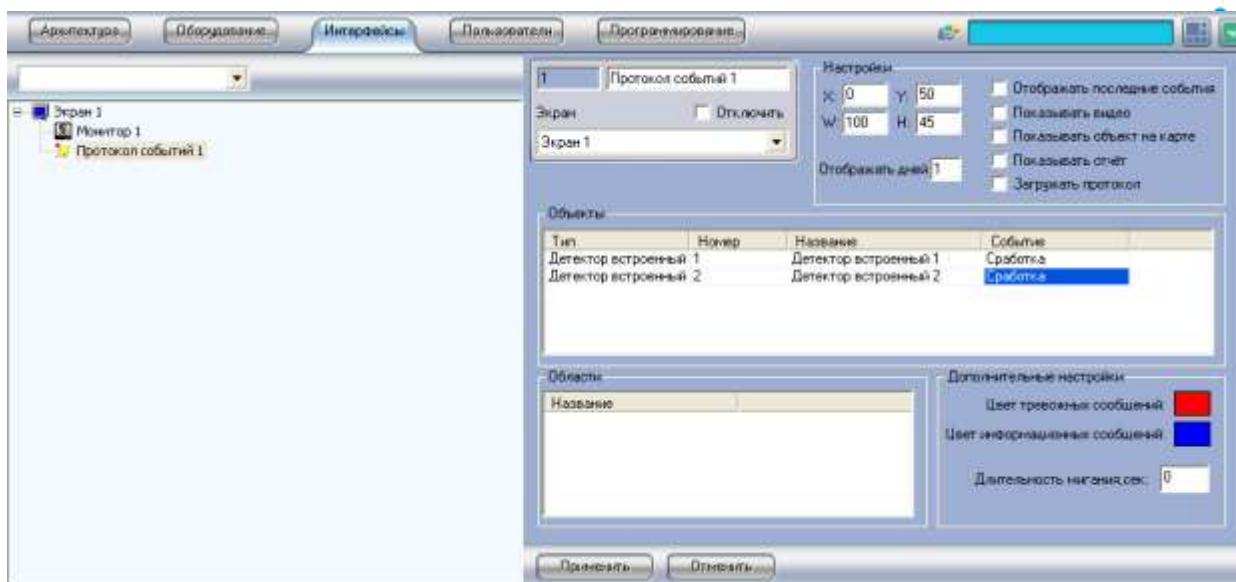 Архитектура Оборудование Интерфейсы Пользователи Программирование
Экран 1
Монитор 1
Протокол событий 1
1 Протокол событий 1
Экран Отключить
Экран 1
Настройки
X: 0 Y: 50
W: 100 H: 45
Отображать дней: 1
Отображать последние события
Показывать видео
Показывать объект на карте
Показывать отчёт
Загружать протокол
Объекты
Тип Номер Название Событие
Детектор встроенный 1 Детектор встроенный 1 Сработка
Детектор встроенный 2 Детектор встроенный 2 Сработка
Области
Название
Дополнительные настройки
Цвет тревожных сообщений
Цвет информационных сообщений
Длительность мигания,сек.: 0
Применить Отменить